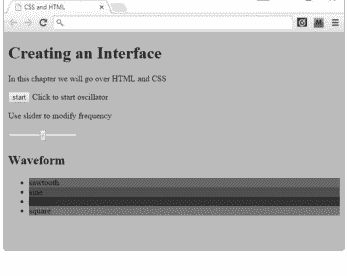 CSS and HTML
Creating an Interface
In this chapter we will go over HTML and CSS
start Click to start oscillator
Use slider to modify frequency
Waveform
sawtooth
sine
square